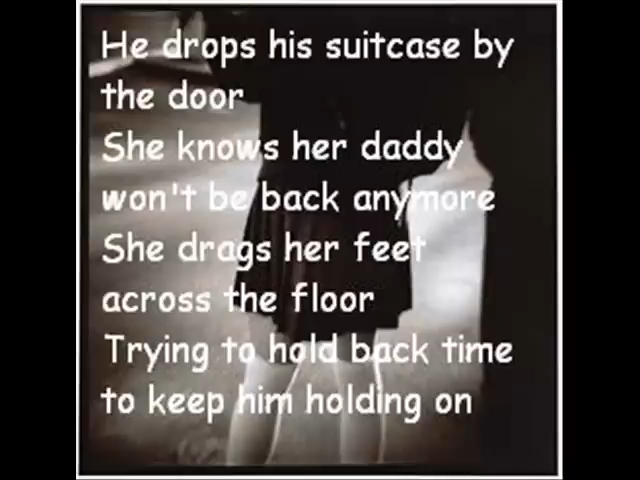 He drops his suitcase by
the door
She knows her daddy
won't be back anymore
She drags her feet
across the floor
Trying to hold back time
to keep him holding on